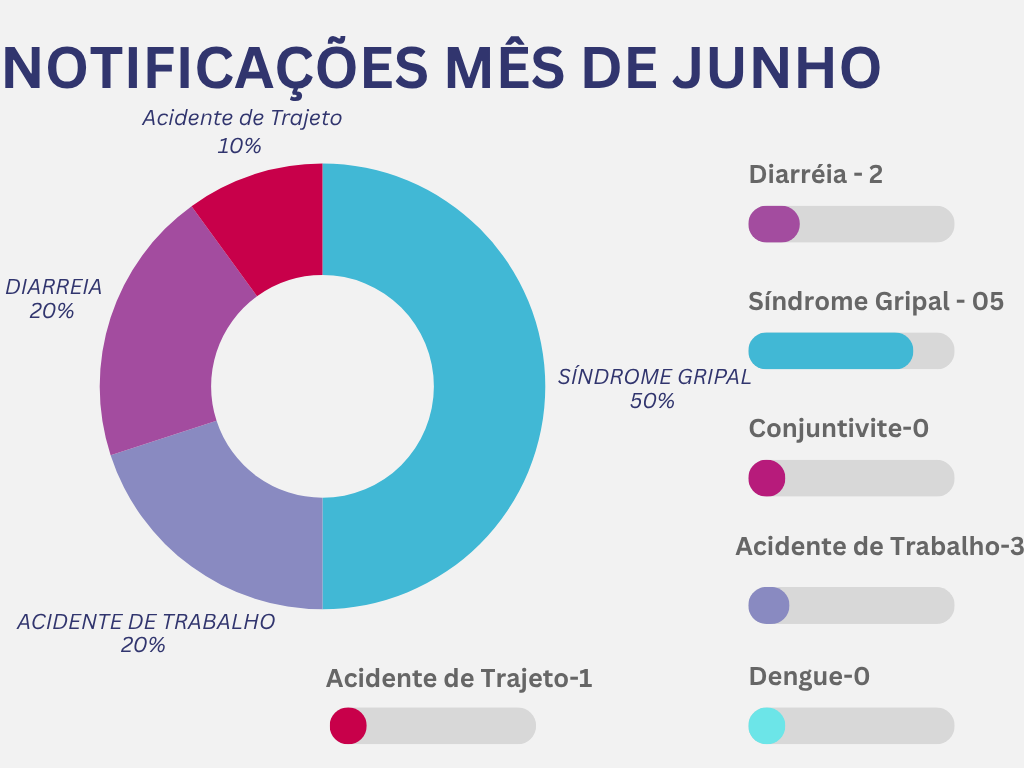 NOTIFICAÇÕES MÊS DE JUNHO
Acidente de Trajeto
10%
DIARREIA
20%
SÍNDROME GRIPAL
50%
ACIDENTE DE TRABALHO
20%
Diarréia - 2
Síndrome Gripal - 05
Conjuntivite-0
Acidente de Trabalho-3
Dengue-0
Acidente de Trajeto-1